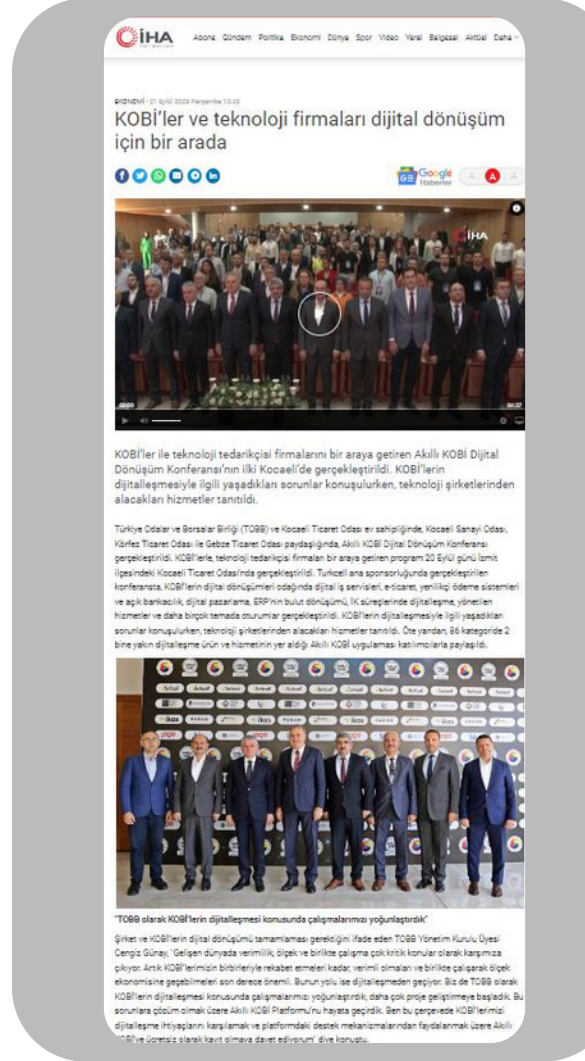 İHA
Abone Gündem Politika Ekonomi Dünya Spor Video Yerel Belgesel Aktüel Daha
EKONOMİ - 21 Eylül 2023 Perşembe 10:35
KOBİ'ler ve teknoloji firmaları dijital dönüşüm
için bir arada
Google
Haberler
A A A
İHA
00:00 04:37
KOBİ'ler ile teknoloji tedarikçisi firmalarını bir araya getiren Akıllı KOBİ Dijital
Dönüşüm Konferansı'nın ilki Kocaeli'de gerçekleştirildi. KOBİ'lerin
dijitalleşmesiyle ilgili yaşadıkları sorunlar konuşulurken, teknoloji şirketlerinden
alacakları hizmetler tanıtıldı.
Türkiye Odalar ve Borsalar Birliği (TOBB) ve Kocaeli Ticaret Odası ev sahipliğinde, Kocaeli Sanayi Odası,
Körfez Ticaret Odası ile Gebze Ticaret Odası paydaşlığında, Akıllı KOBİ Dijital Dönüşüm Konferansı
gerçekleştirildi. KOBİ'lerle, teknoloji tedarikçisi firmaları bir araya getiren program 20 Eylül günü İzmit
ilçesindeki Kocaeli Ticaret Odası'nda gerçekleştirildi. Turkcell ana sponsorluğunda gerçekleştirilen
konferansta, KOBİ'lerin dijital dönüşümleri odağında dijital iş servisleri, e-ticaret, yenilikçi ödeme sistemleri
ve açık bankacılık, dijital pazarlama, ERP'nin bulut dönüşümü, İK süreçlerinde dijitalleşme, yönetilen
hizmetler ve daha birçok temada oturumlar gerçekleştirildi. KOBİ'lerin dijitalleşmesiyle ilgili yaşadıkları
sorunlar konuşulurken, teknoloji şirketlerinden alacakları hizmetler tanıtıldı. Öte yandan, 86 kategoride 2
bine yakın dijitalleşme ürün ve hizmetinin yer aldığı Akıllı KOBİ uygulaması katılımcılarla paylaşıldı.
"TOBB olarak KOBİ'lerin dijitalleşmesi konusunda çalışmalarımızı yoğunlaştırdık"
Şirket ve KOBİ'lerin dijital dönüşümü tamamlaması gerektiğini ifade eden TOBB Yönetim Kurulu Üyesi
Cengiz Günay, "Gelişen dünyada verimlilik, ölçek ve birlikte çalışma çok kritik konular olarak karşımıza
çıkıyor. Artık KOBİ'lerimizin birbirleriyle rekabet etmeleri kadar, verimli olmaları ve birlikte çalışarak ölçek
ekonomisine geçebilmeleri son derece önemli. Bunun yolu ise dijitalleşmeden geçiyor. Biz de TOBB olarak
KOBİ'lerin dijitalleşmesi konusunda çalışmalarımızı yoğunlaştırdık, daha çok proje geliştirmeye başladık. Bu
sorunlara çözüm olmak üzere Akıllı KOBİ Platformu'nu hayata geçirdik. Ben bu çerçevede KOBİ'lerimizi
dijitalleşme ihtiyaçlarını karşılamak ve platformdaki destek mekanizmalarından faydalanmak üzere Akıllı
KOBİ'ye ücretsiz olarak kayıt olmaya davet ediyorum" diye konuştu.